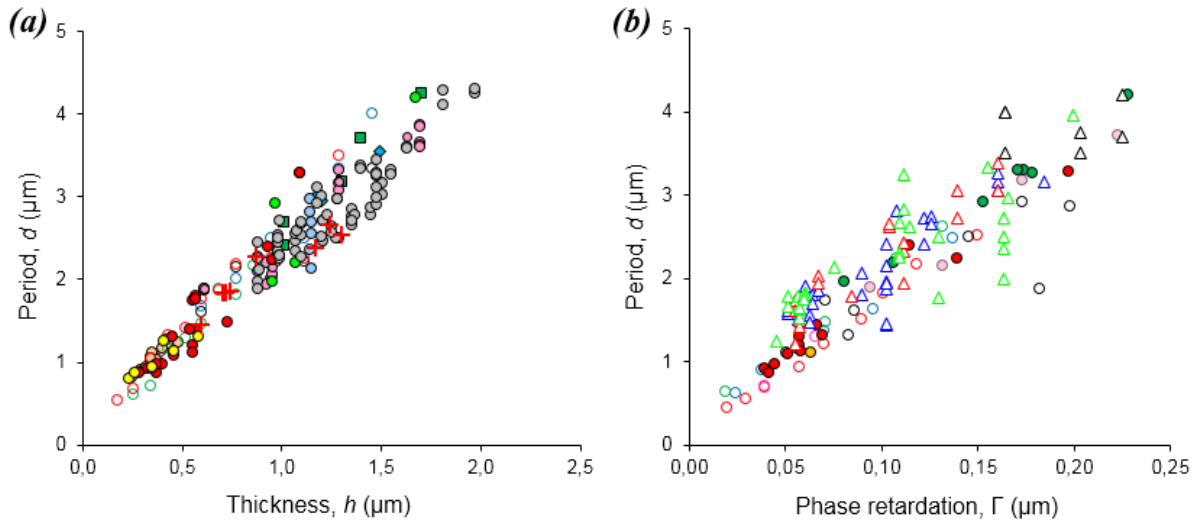 (a)
5
4
3
2
1
0
Period, d (μm)
0,0 0,5 1,0 1,5 2,0 2,5
Thickness, h (μm)
(b)
5
4
3
2
1
0
Period, d (μm)
0,00 0,05 0,10 0,15 0,20 0,25
Phase retardation, Γ (μm)